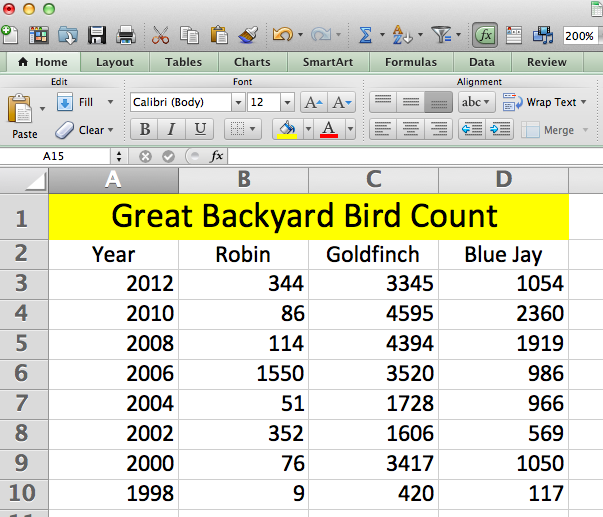 200%
Home Layout Tables Charts SmartArt Formulas Data Review
Edit Font Alignment
Fill Calibri (Body) 12 A A abc Wrap Text
Paste Clear B I U A Merge
A15 fx
A B C D
1 Great Backyard Bird Count
2 Year Robin Goldfinch Blue Jay
3 2012 344 3345 1054
4 2010 86 4595 2360
5 2008 114 4394 1919
6 2006 1550 3520 986
7 2004 51 1728 966
8 2002 352 1606 569
9 2000 76 3417 1050
10 1998 9 420 117